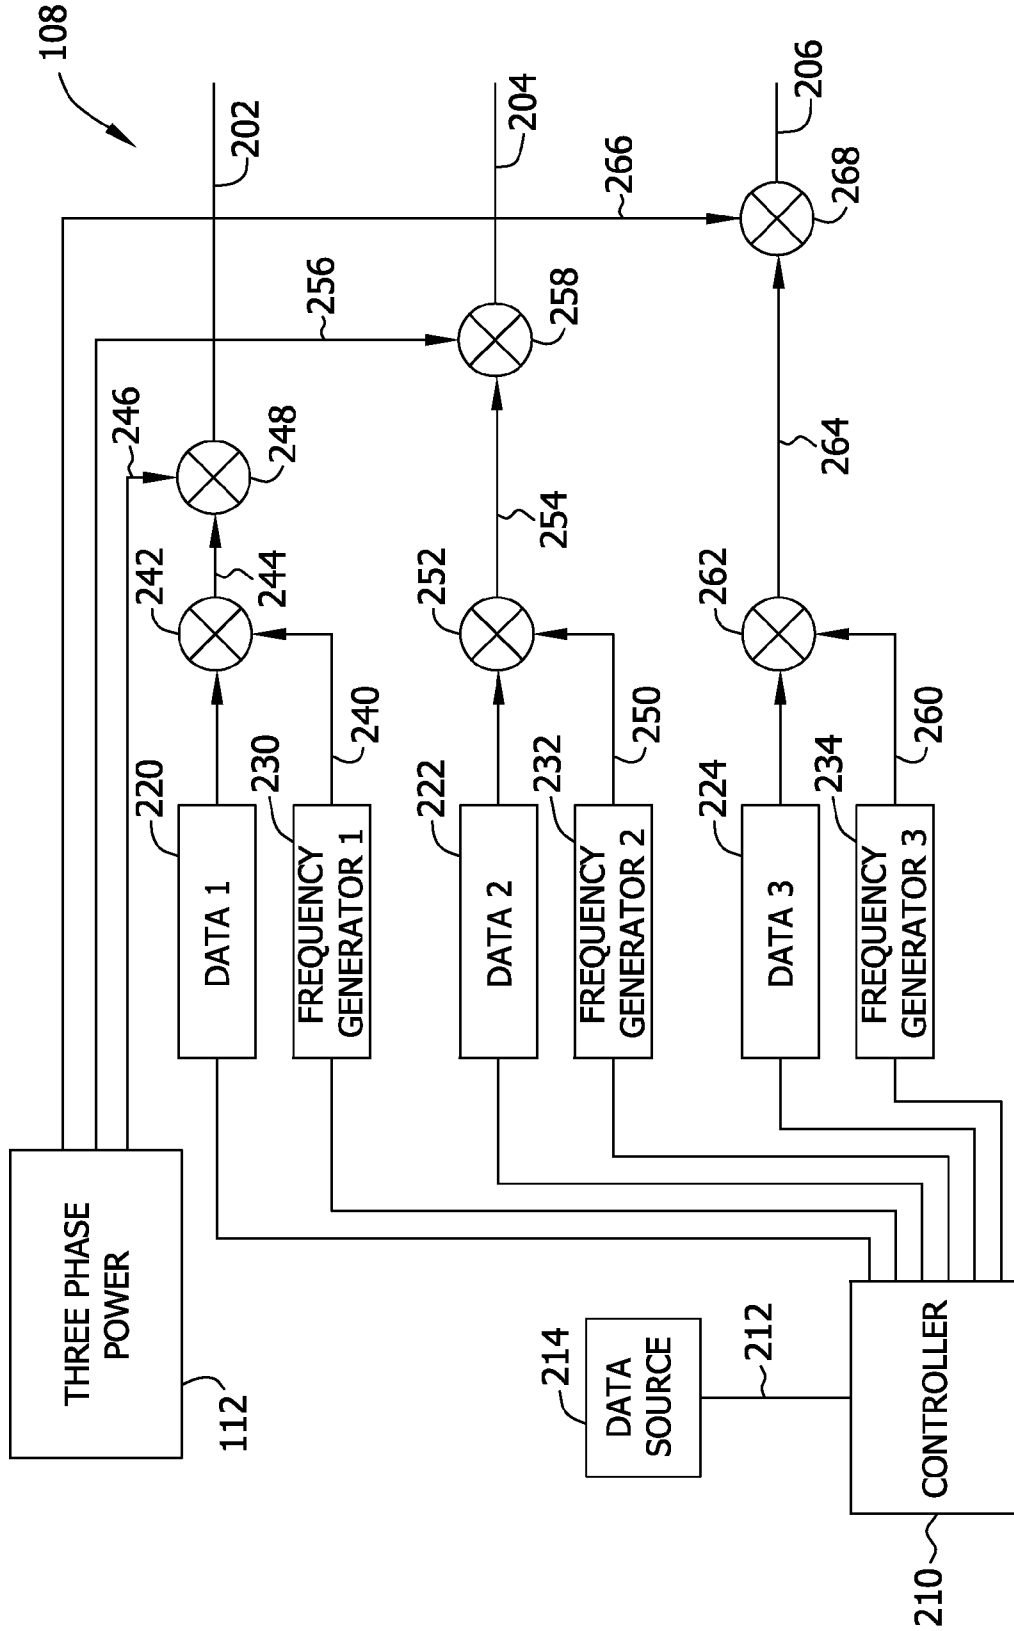 108
THREE PHASE
POWER
112
246
256
266
202
204
206
248
258
268
242
244
252
254
262
264
220
DATA 1
230
FREQUENCY
GENERATOR 1
240
222
DATA 2
232
FREQUENCY
GENERATOR 2
250
224
DATA 3
234
FREQUENCY
GENERATOR 3
260
214
DATA
SOURCE
212
CONTROLLER
210